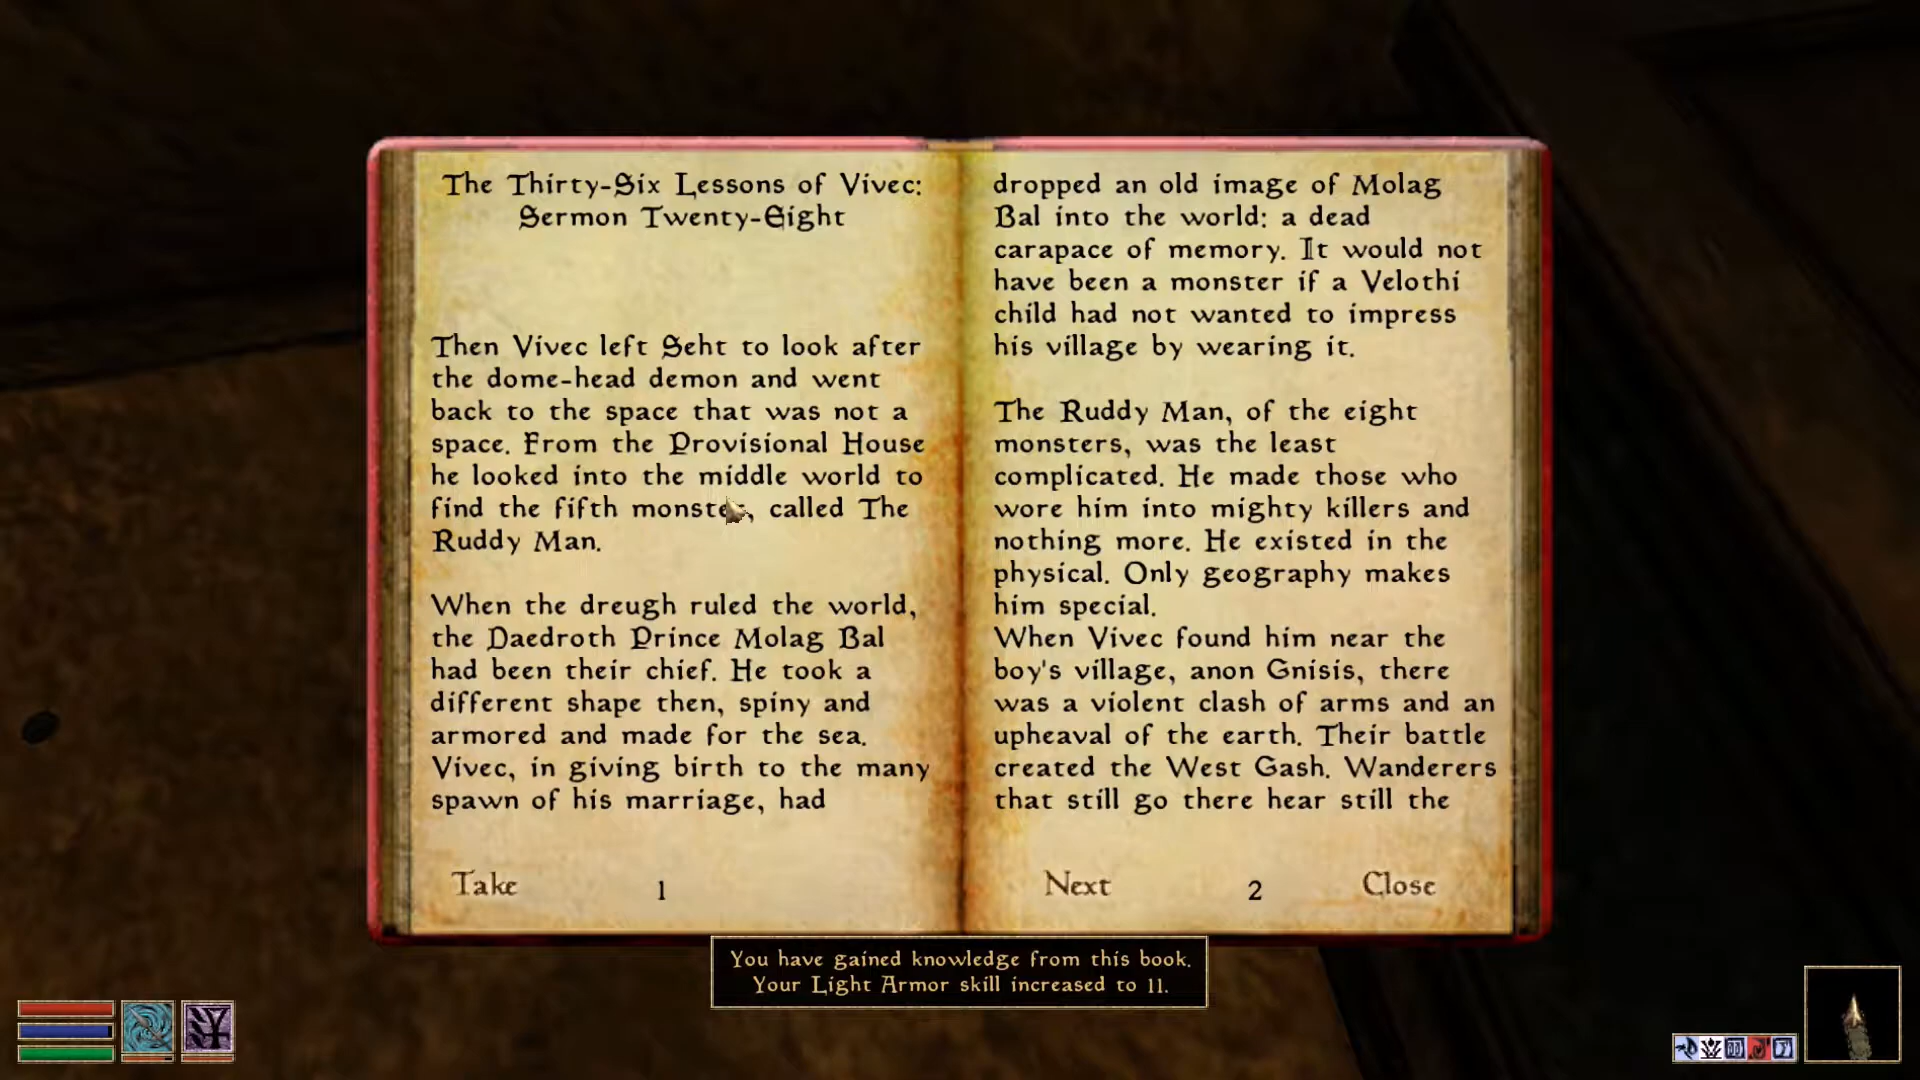 The Thirty-Six Lessons of Vivec:
Sermon Twenty-Eight
Then Vivec left Seht to look after
the dome-head demon and went
back to the space that was not a
space. From the Provisional House
he looked into the middle world to
find the fifth monster, called The
Ruddy Man.
When the dreugh ruled the world,
the Daedroth Prince Molag Bal
had been their chief. He took a
different shape then, spiny and
armored and made for the sea.
Vivec, in giving birth to the many
spawn of his marriage, had
dropped an old image of Molag
Bal into the world: a dead
carapace of memory. It would not
have been a monster if a Velothi
child had not wanted to impress
his village by wearing it.
The Ruddy Man, of the eight
monsters, was the least
complicated. He made those who
wore him into mighty killers and
nothing more. He existed in the
physical. Only geography makes
him special.
When Vivec found him near the
boy's village, anon Gnisis, there
was a violent clash of arms and an
upheaval of the earth. Their battle
created the West Gash. Wanderers
that still go there hear still the
Take 1 Next 2 Close
You have gained knowledge from this book.
Your Light Armor skill increased to 11.